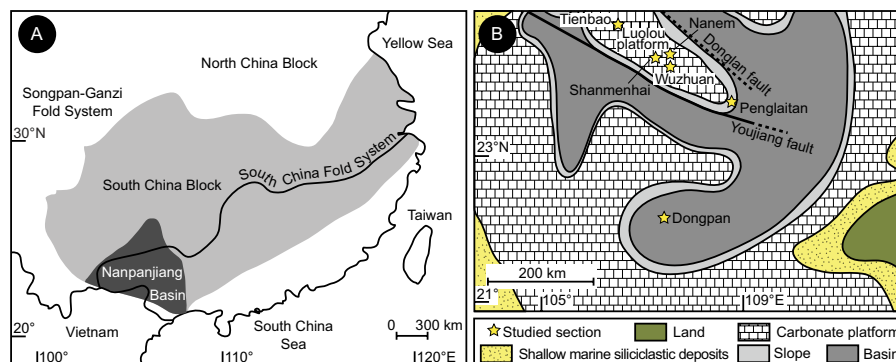 A
Yellow Sea
North China Block
Songpan-Ganzi
Fold System
30°N
South China Fold System
South China Block
Taiwan
Nanpanjiang
Basin
Vietnam
South China
Sea
0 300 km
20°
100°
110°
120°E
B
Tienbao
Nanem
Luolou
platform
Donglan fault
Wuzhuan
Shanmenhai
Penglaitan
Youjiang fault
23°N
Dongpan
200 km
21°
105°
109°E
Studied section
Land
Carbonate platform
Shallow marine siliciclastic deposits
Slope